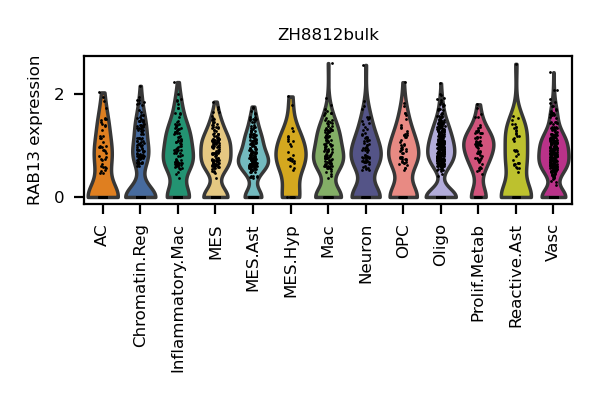 ZH8812bulk
RAB13 expression
2
0
AC
Chromatin.Reg
Inflammatory.Mac
MES
MES.Ast
MES.Hyp
Mac
Neuron
OPC
Oligo
Prolif.Metab
Reactive.Ast
Vasc